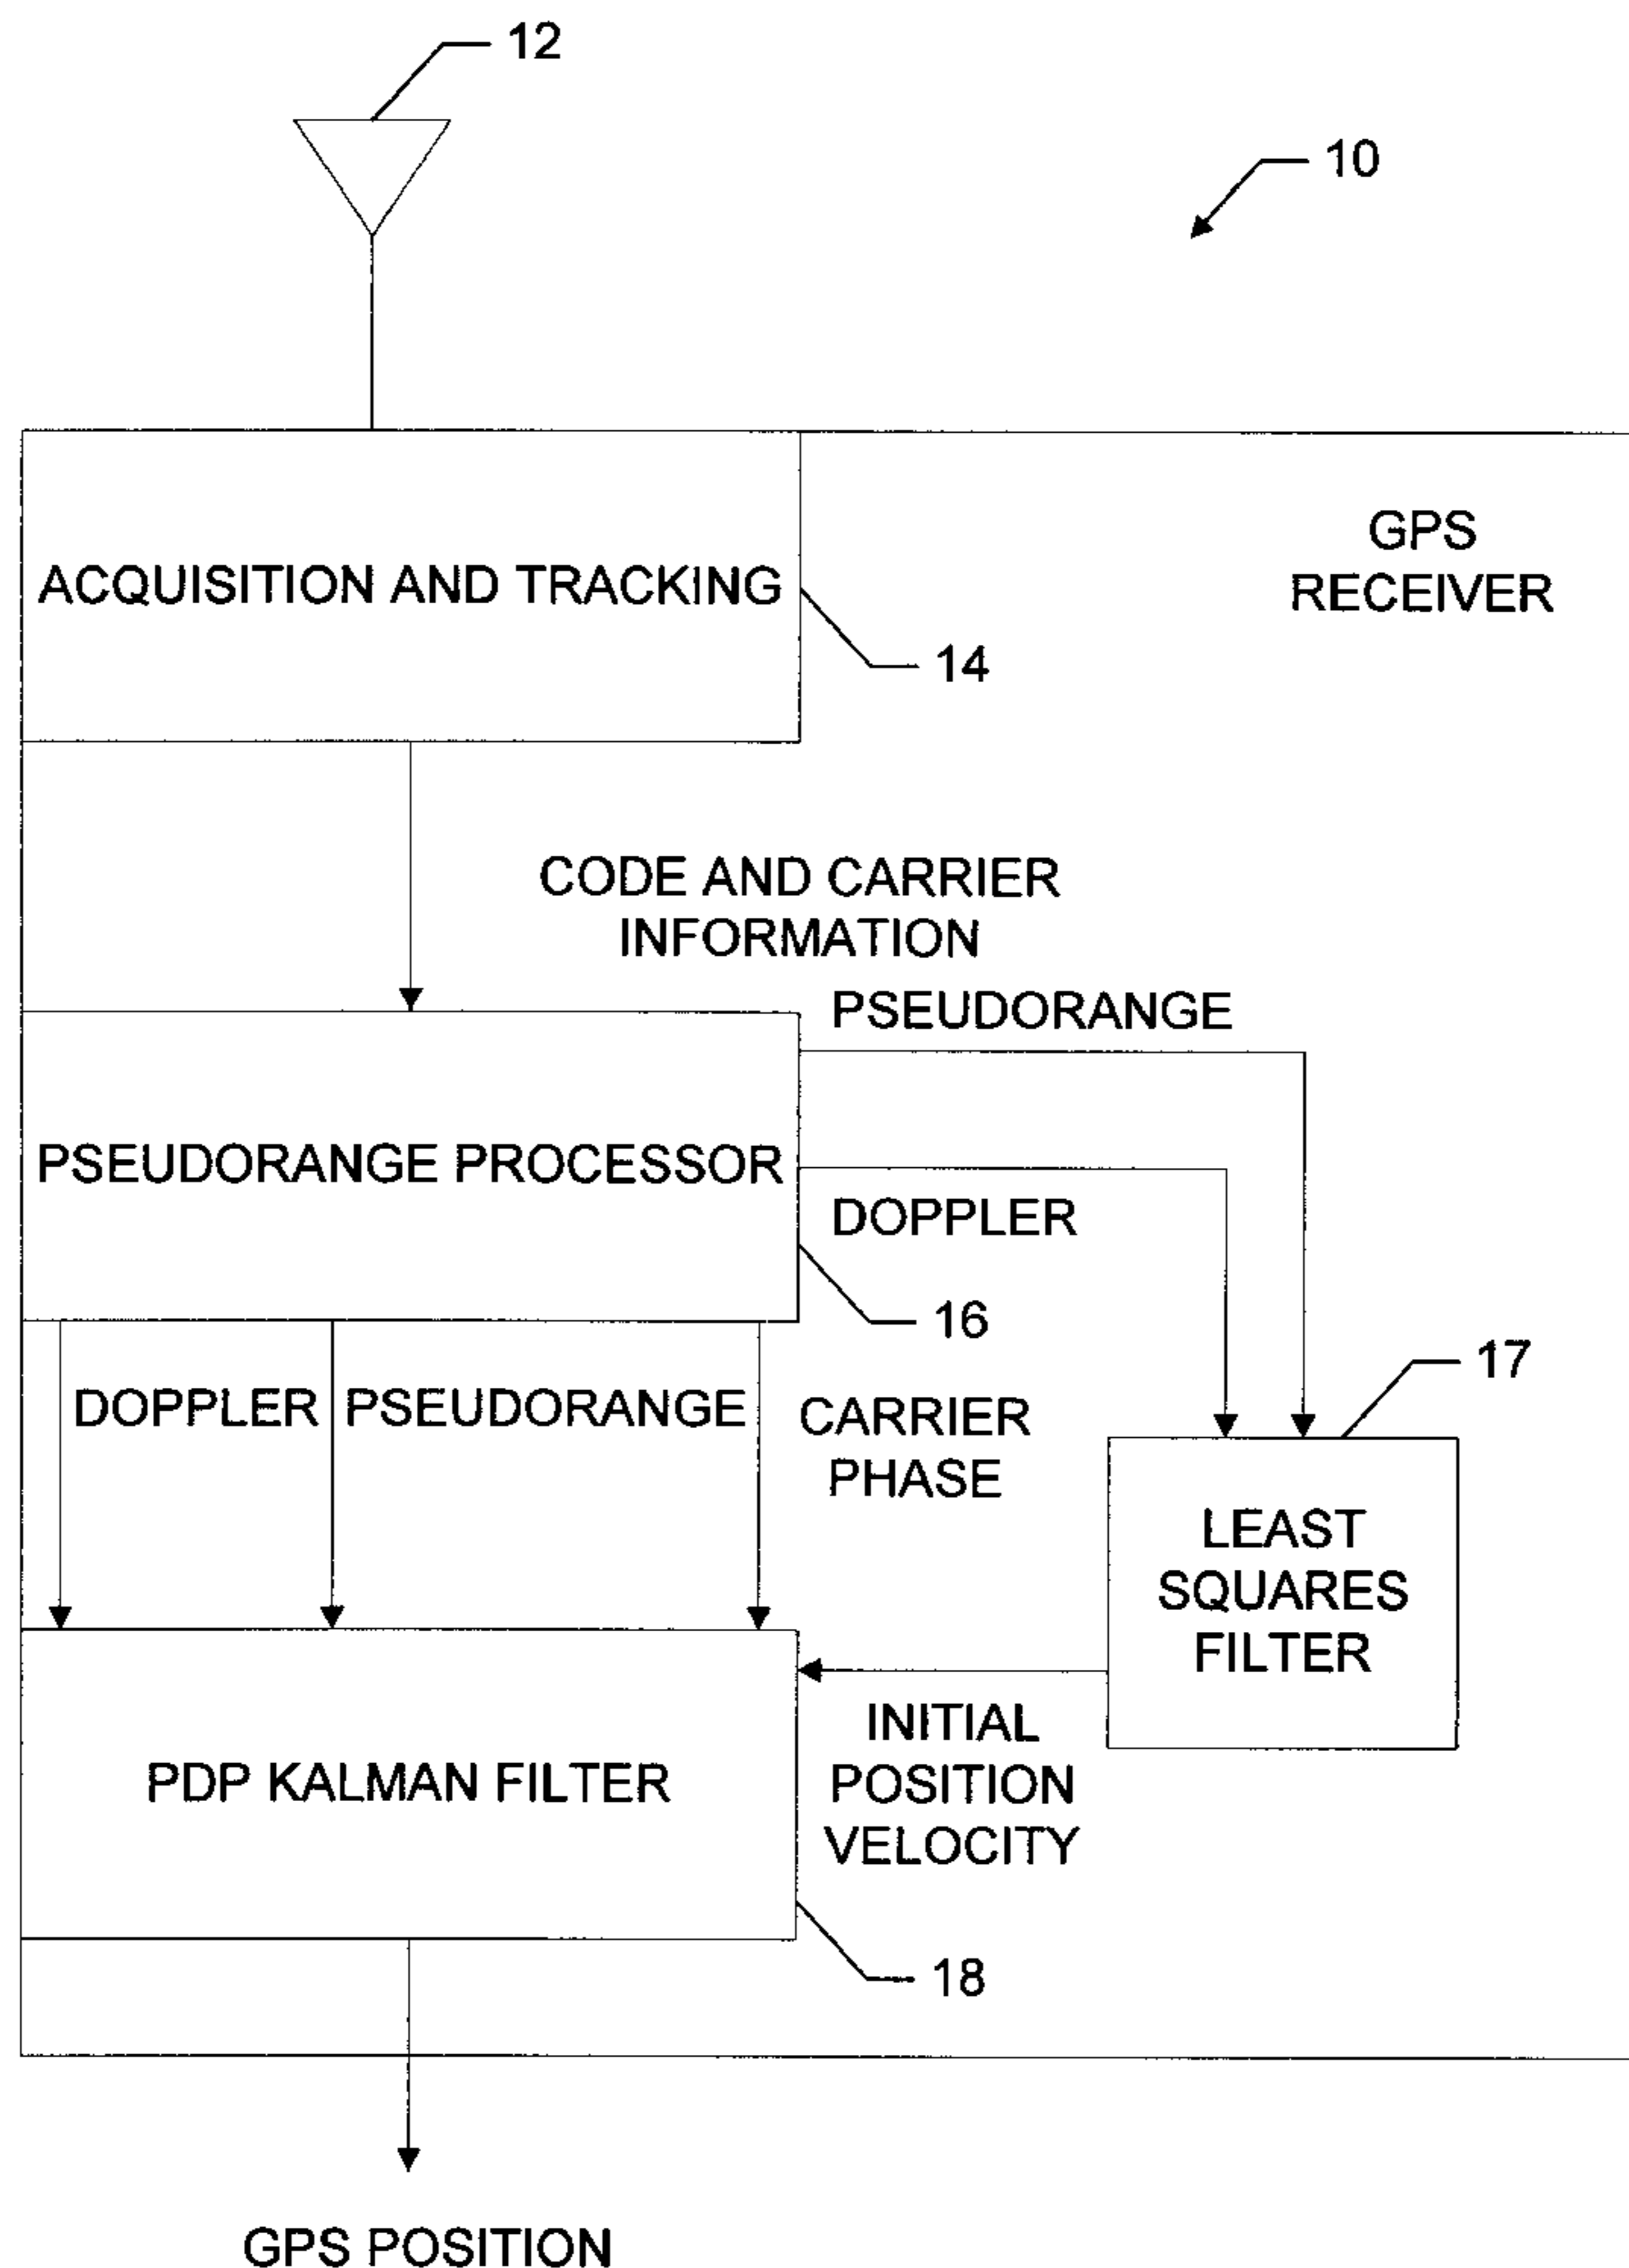 12
10
GPS
RECEIVER
ACQUISITION AND TRACKING
14
CODE AND CARRIER
INFORMATION
PSEUDORANGE
PSEUDORANGE PROCESSOR
DOPPLER
16
17
DOPPLER
PSEUDORANGE
CARRIER
PHASE
LEAST
SQUARES
FILTER
INITIAL
POSITION
VELOCITY
PDP KALMAN FILTER
18
GPS POSITION